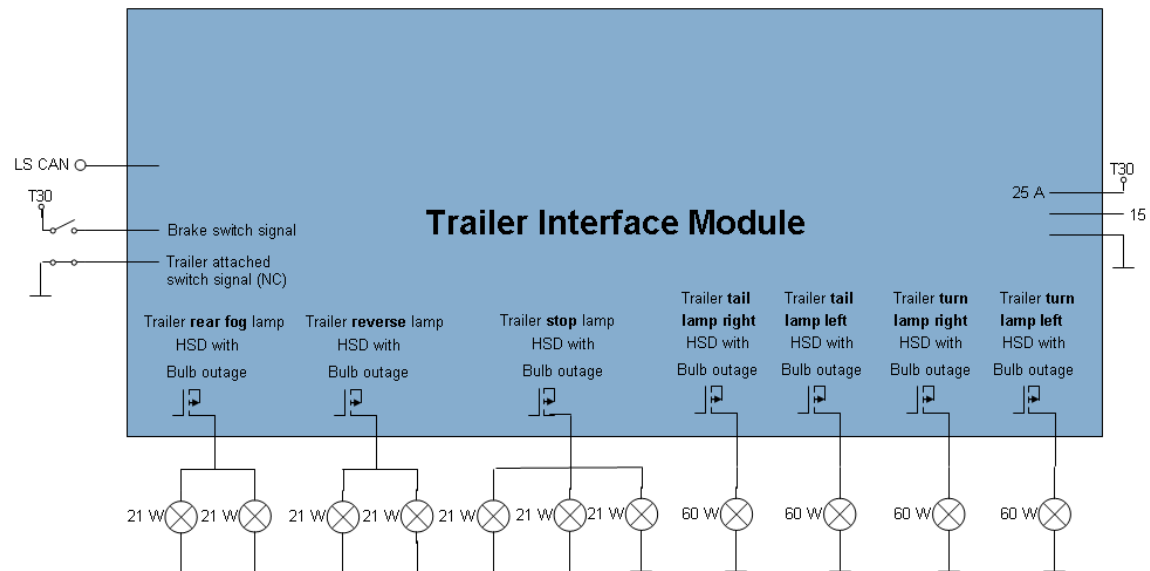 LS CAN
T30
Brake switch signal
Trailer attached
switch signal (NC)
Trailer Interface Module
T30
25 A
15
Trailer rear fog lamp
HSD with
Bulb outage
Trailer reverse lamp
HSD with
Bulb outage
Trailer stop lamp
HSD with
Bulb outage
Trailer tail
lamp right
HSD with
Bulb outage
Trailer tail
lamp left
HSD with
Bulb outage
Trailer turn
lamp right
HSD with
Bulb outage
Trailer turn
lamp left
HSD with
Bulb outage
21 W
21 W
21 W
21 W
21 W
21 W
21 W
60 W
60 W
60 W
60 W